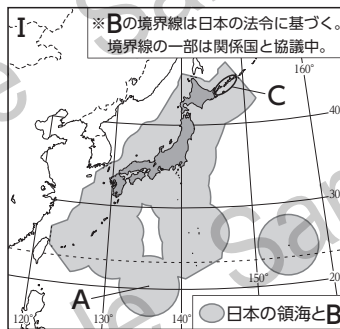 I
※Bの境界線は日本の法令に基づく。
境界線の一部は関係国と協議中。
160°
C
40
30
A
120°
130°
140°
150°
日本の領海とB
Sample